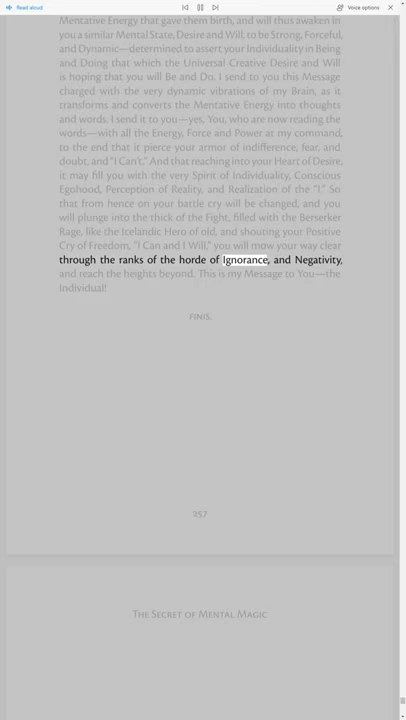 Read aloud
Voice options
Mentative Energy that gave them birth, and will thus awaken in
you a similar Mental State, Desire and Will, to be Strong, Forceful,
and Dynamic—determined to assert your Individuality in Being
and Doing that which the Universal Creative Desire and Will
is hoping that you will Be and Do. I send to you this Message
charged with the very dynamic vibrations of my Brain, as it
transforms and converts the Mentative Energy into thoughts
and words. I send it to you—yes, You, who are now reading the
words—with all the Energy, Force and Power at my command,
to the end that it pierce your armor of indifference, fear, and
doubt, and “I Can’t.” And that reaching into your Heart of Desire,
it may fill you with the very Spirit of Individuality, Conscious
Egohood, Perception of Reality, and Realization of the “I.” So
that from hence on your battle cry will be changed, and you
will plunge into the thick of the Fight, filled with the Berserker
Rage, like the Icelandic Hero of old, and shouting your Positive
Cry of Freedom, “I Can and I Will,” you will mow your way clear
through the ranks of the horde of Ignorance, and Negativity,
and reach the heights beyond. This is my Message to You—the
Individual!
FINIS.
257
The Secret of Mental Magic